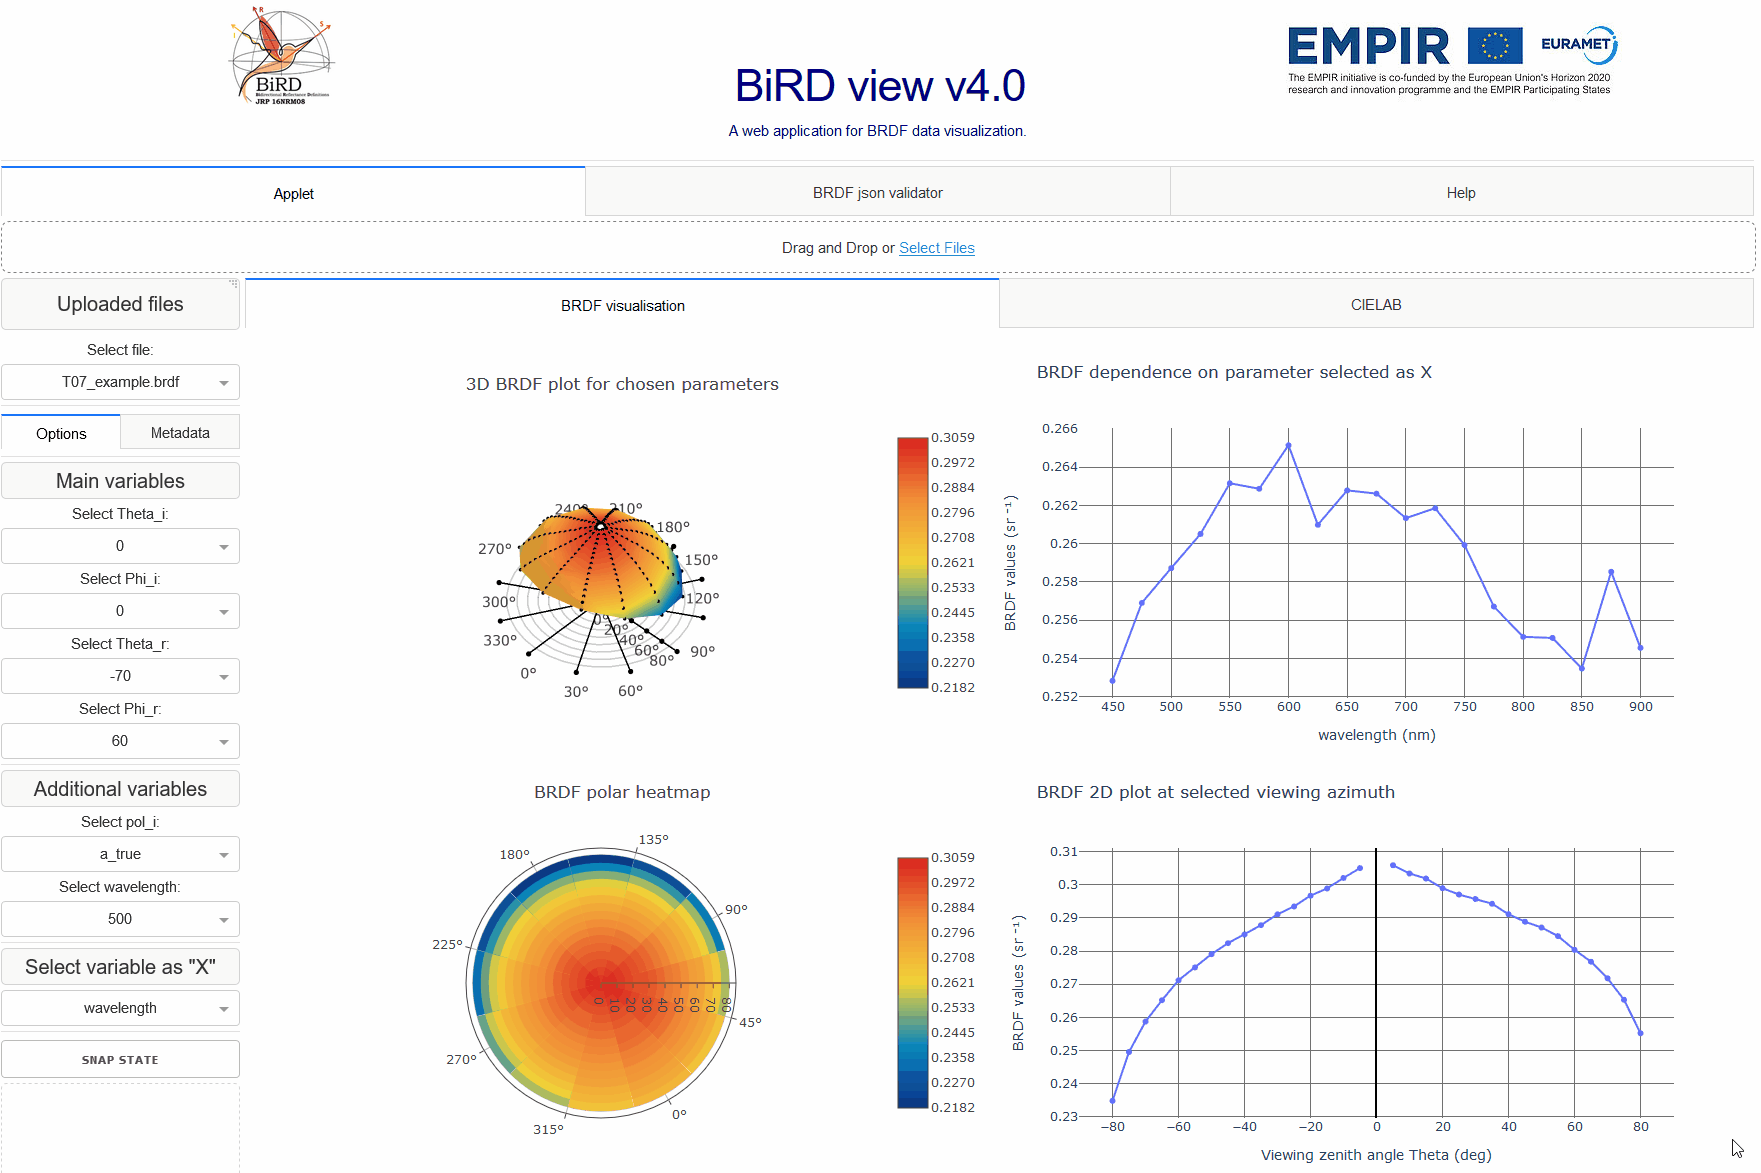 R
S
I
BiRD
Bidirectional Reflectance Definitions
JRP 16NRM08
BiRD view v4.0
A web application for BRDF data visualization.
EMPIR
EURAMET
The EMPIR initiative is co-funded by the European Union's Horizon 2020
research and innovation programme and the EMPIR Participating States
Applet
BRDF json validator
Help
Drag and Drop or Select Files
Uploaded files
Select file:
T07_example.brdf
Options
Metadata
Main variables
Select Theta_i:
0
Select Phi_i:
0
Select Theta_r:
-70
Select Phi_r:
60
Additional variables
Select pol_i:
a_true
Select wavelength:
500
Select variable as "X"
wavelength
SNAP STATE
BRDF visualisation
CIELAB
3D BRDF plot for chosen parameters
240°
210°
180°
270°
150°
300°
120°
330°
0°
20°
40°
60°
80°
90°
0°
30°
60°
0.3059
0.2972
0.2884
0.2796
0.2708
0.2621
0.2533
0.2445
0.2358
0.2270
0.2182
BRDF dependence on parameter selected as X
BRDF values (sr⁻¹)
0.266
0.264
0.262
0.26
0.258
0.256
0.254
0.252
450
500
550
600
650
700
750
800
850
900
wavelength (nm)
BRDF polar heatmap
135°
180°
90°
225°
0
10
20
30
40
50
60
70
80
45°
270°
0°
315°
0.3059
0.2972
0.2884
0.2796
0.2708
0.2621
0.2533
0.2445
0.2358
0.2270
0.2182
BRDF 2D plot at selected viewing azimuth
BRDF values (sr⁻¹)
0.31
0.3
0.29
0.28
0.27
0.26
0.25
0.24
0.23
−80
−60
−40
−20
0
20
40
60
80
Viewing zenith angle Theta (deg)